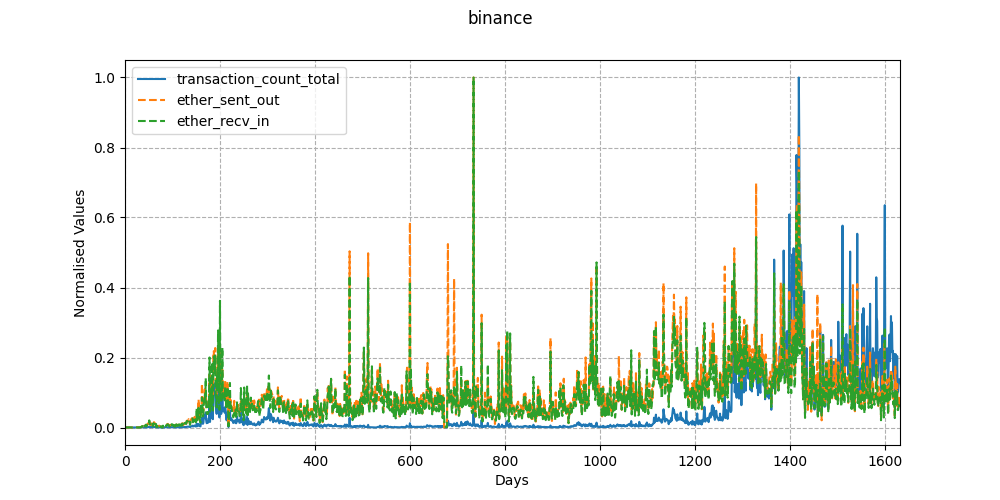 binance
transaction_count_total
ether_sent_out
ether_recv_in
Normalised Values
1.0
0.8
0.6
0.4
0.2
0.0
0 200 400 600 800 1000 1200 1400 1600
Days